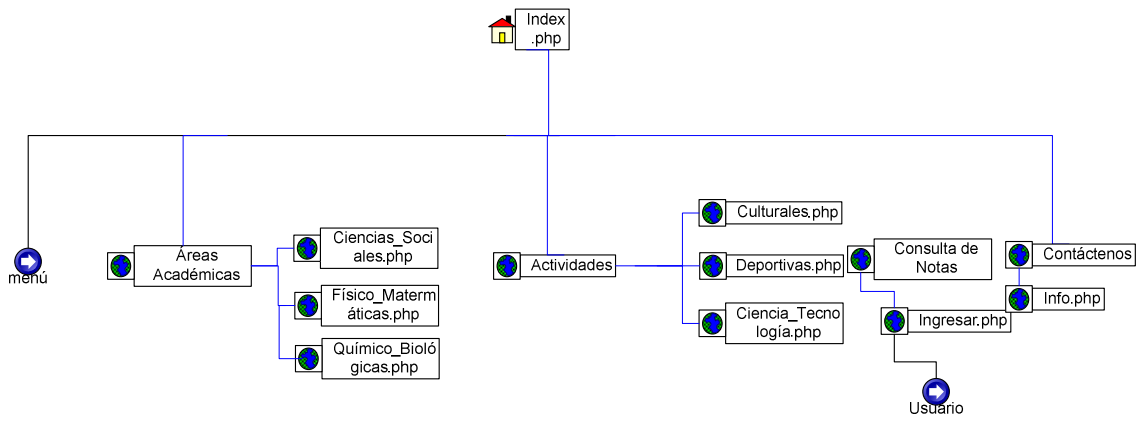 Index
.php
menú
Áreas
Académicas
Ciencias_Soci
ales.php
Físico_Materm
áticas.php
Químico_Bioló
gicas.php
Actividades
Culturales.php
Deportivas.php
Ciencia_Tecno
logía.php
Consulta de
Notas
Ingresar.php
Usuario
Contáctenos
Info.php